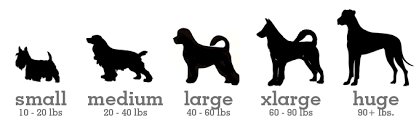 small medium large xlarge huge
10 - 20 lbs 20 - 40 lbs 40 - 60 lbs 60 - 90 lbs 90+ lbs.